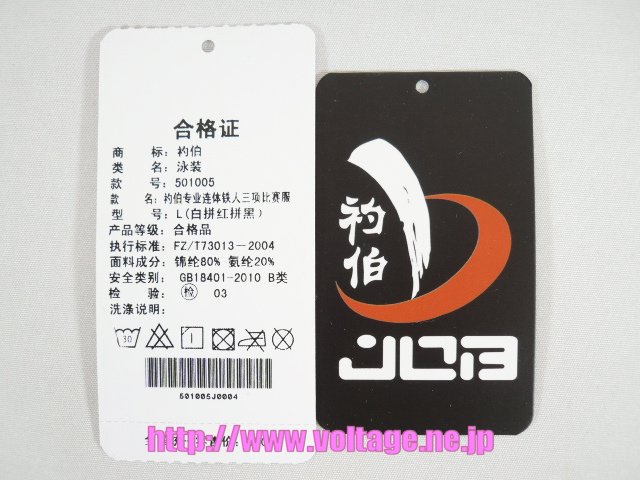 合格证
商 标: 袀伯
类 名: 泳装
款 号: 501005
款 名: 袀伯专业连体铁人三项比赛服
型 号: L(白拼红拼黑)
产品等级: 合格品
执行标准: FZ/T73013-2004
面料成分: 锦纶80% 氨纶20%
安全类别: GB18401-2010 B类
检 验: 检 03
洗涤说明:
30
501005J0004
袀伯
JLB
http://www.voltage.ne.jp